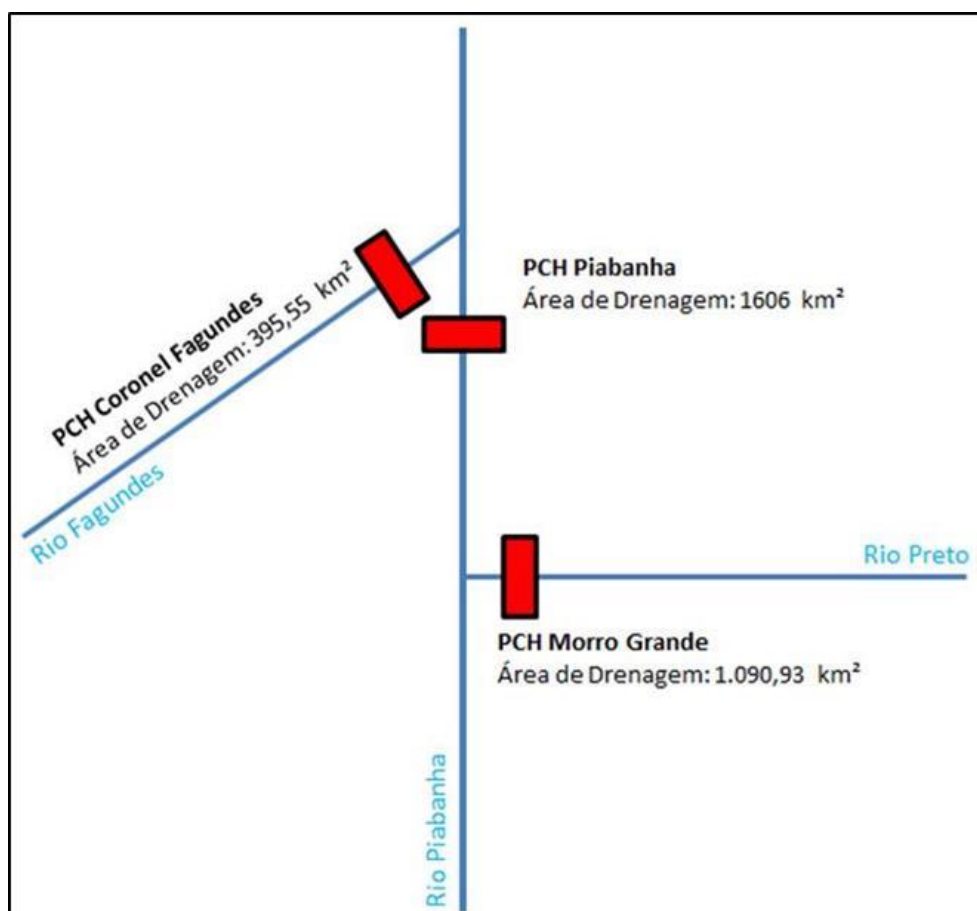 PCH Coronel Fagundes
Área de Drenagem: 395,55 km²
Rio Fagundes
PCH Piabanha
Área de Drenagem: 1606 km²
Rio Preto
PCH Morro Grande
Área de Drenagem: 1.090,93 km²
Rio Piabanha